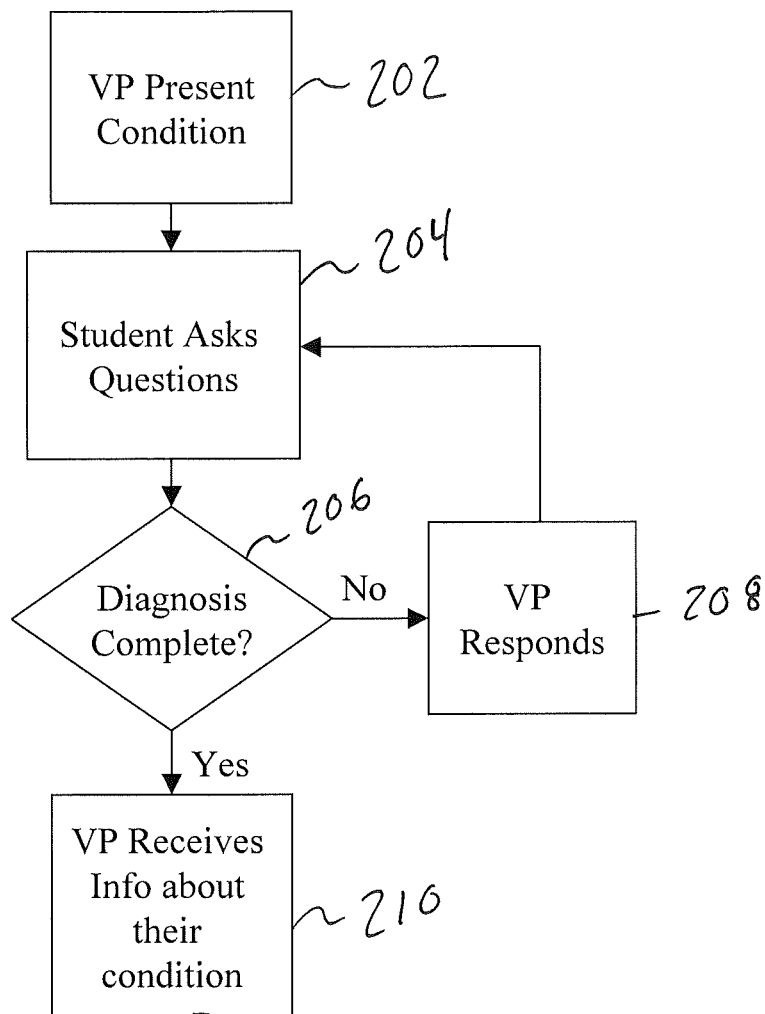 VP Present
Condition
202
204
Student Asks
Questions
206
Diagnosis
Complete?
No
VP
Responds
208
Yes
VP Receives
Info about
their
condition
210